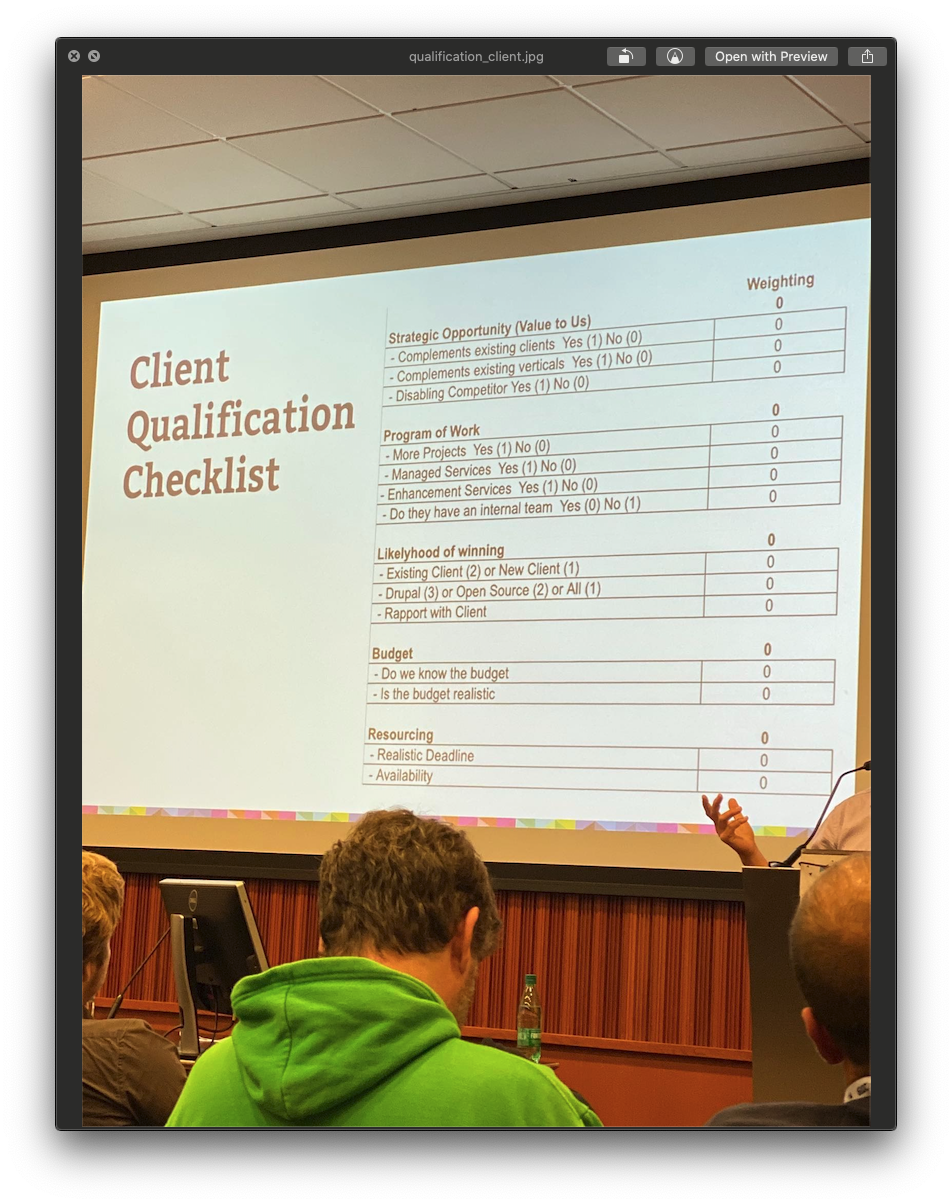 qualification_client.jpg
Open with Preview
Client
Qualification
Checklist
Weighting
0
Strategic Opportunity (Value to Us)
- Complements existing clients Yes (1) No (0) 0
- Complements existing verticals Yes (1) No (0) 0
- Disabling Competitor Yes (1) No (0) 0
Program of Work 0
- More Projects Yes (1) No (0) 0
- Managed Services Yes (1) No (0) 0
- Enhancement Services Yes (1) No (0) 0
- Do they have an internal team Yes (0) No (1) 0
Likelyhood of winning 0
- Existing Client (2) or New Client (1) 0
- Drupal (3) or Open Source (2) or All (1) 0
- Rapport with Client 0
Budget 0
- Do we know the budget 0
- Is the budget realistic 0
Resourcing 0
- Realistic Deadline 0
- Availability 0